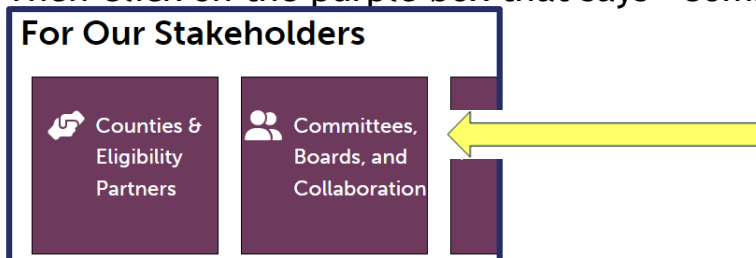 For Our Stakeholders
Counties &
Eligibility
Partners
Committees,
Boards, and
Collaboration